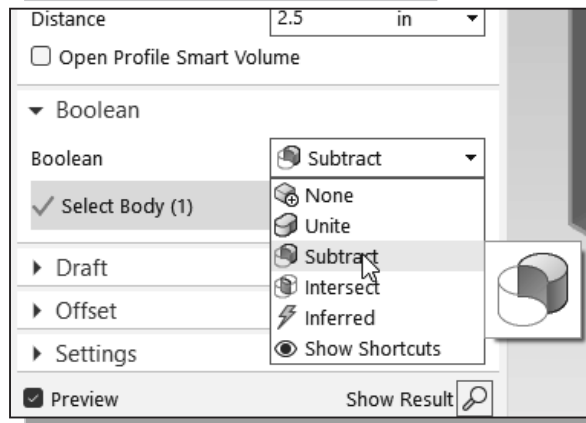 Distance 2.5 in
Open Profile Smart Volume
Boolean
Boolean Subtract
Select Body (1)
None
Unite
Subtract
Intersect
Inferred
Show Shortcuts
Draft
Offset
Settings
Preview Show Result